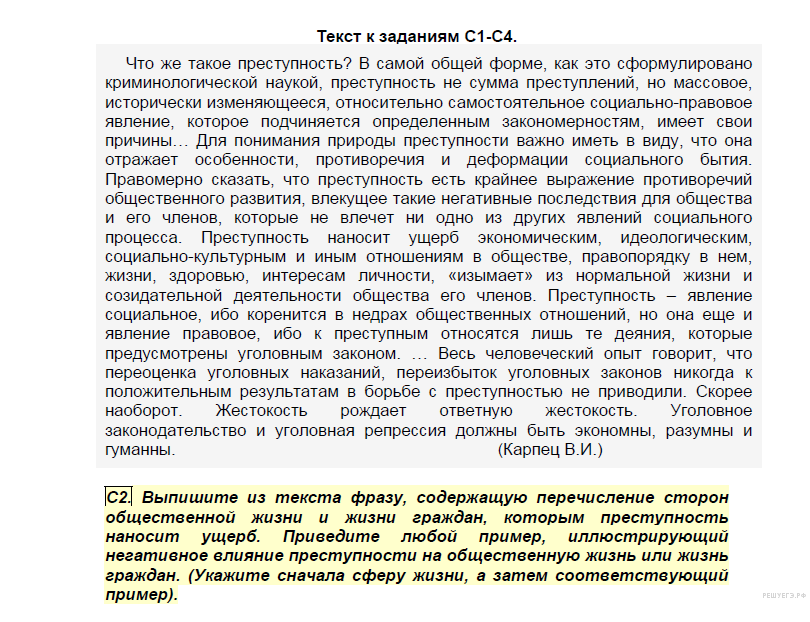 Текст к заданиям С1-С4.
Что же такое преступность? В самой общей форме, как это сформулировано
криминологической наукой, преступность не сумма преступлений, но массовое,
исторически изменяющееся, относительно самостоятельное социально-правовое
явление, которое подчиняется определенным закономерностям, имеет свои
причины… Для понимания природы преступности важно иметь в виду, что она
отражает особенности, противоречия и деформации социального бытия.
Правомерно сказать, что преступность есть крайнее выражение противоречий
общественного развития, влекущее такие негативные последствия для общества
и его членов, которые не влечет ни одно из других явлений социального
процесса. Преступность наносит ущерб экономическим, идеологическим,
социально-культурным и иным отношениям в обществе, правопорядку в нем,
жизни, здоровью, интересам личности, «изымает» из нормальной жизни и
созидательной деятельности общества его членов. Преступность – явление
социальное, ибо коренится в недрах общественных отношений, но она еще и
явление правовое, ибо к преступным относятся лишь те деяния, которые
предусмотрены уголовным законом. … Весь человеческий опыт говорит, что
переоценка уголовных наказаний, переизбыток уголовных законов никогда к
положительным результатам в борьбе с преступностью не приводили. Скорее
наоборот. Жестокость рождает ответную жестокость. Уголовное
законодательство и уголовная репрессия должны быть экономны, разумны и
гуманны. (Карпец В.И.)
С2. Выпишите из текста фразу, содержащую перечисление сторон
общественной жизни и жизни граждан, которым преступность
наносит ущерб. Приведите любой пример, иллюстрирующий
негативное влияние преступности на общественную жизнь или жизнь
граждан. (Укажите сначала сферу жизни, а затем соответствующий
пример).
РЕШУЕГЭ.РФ